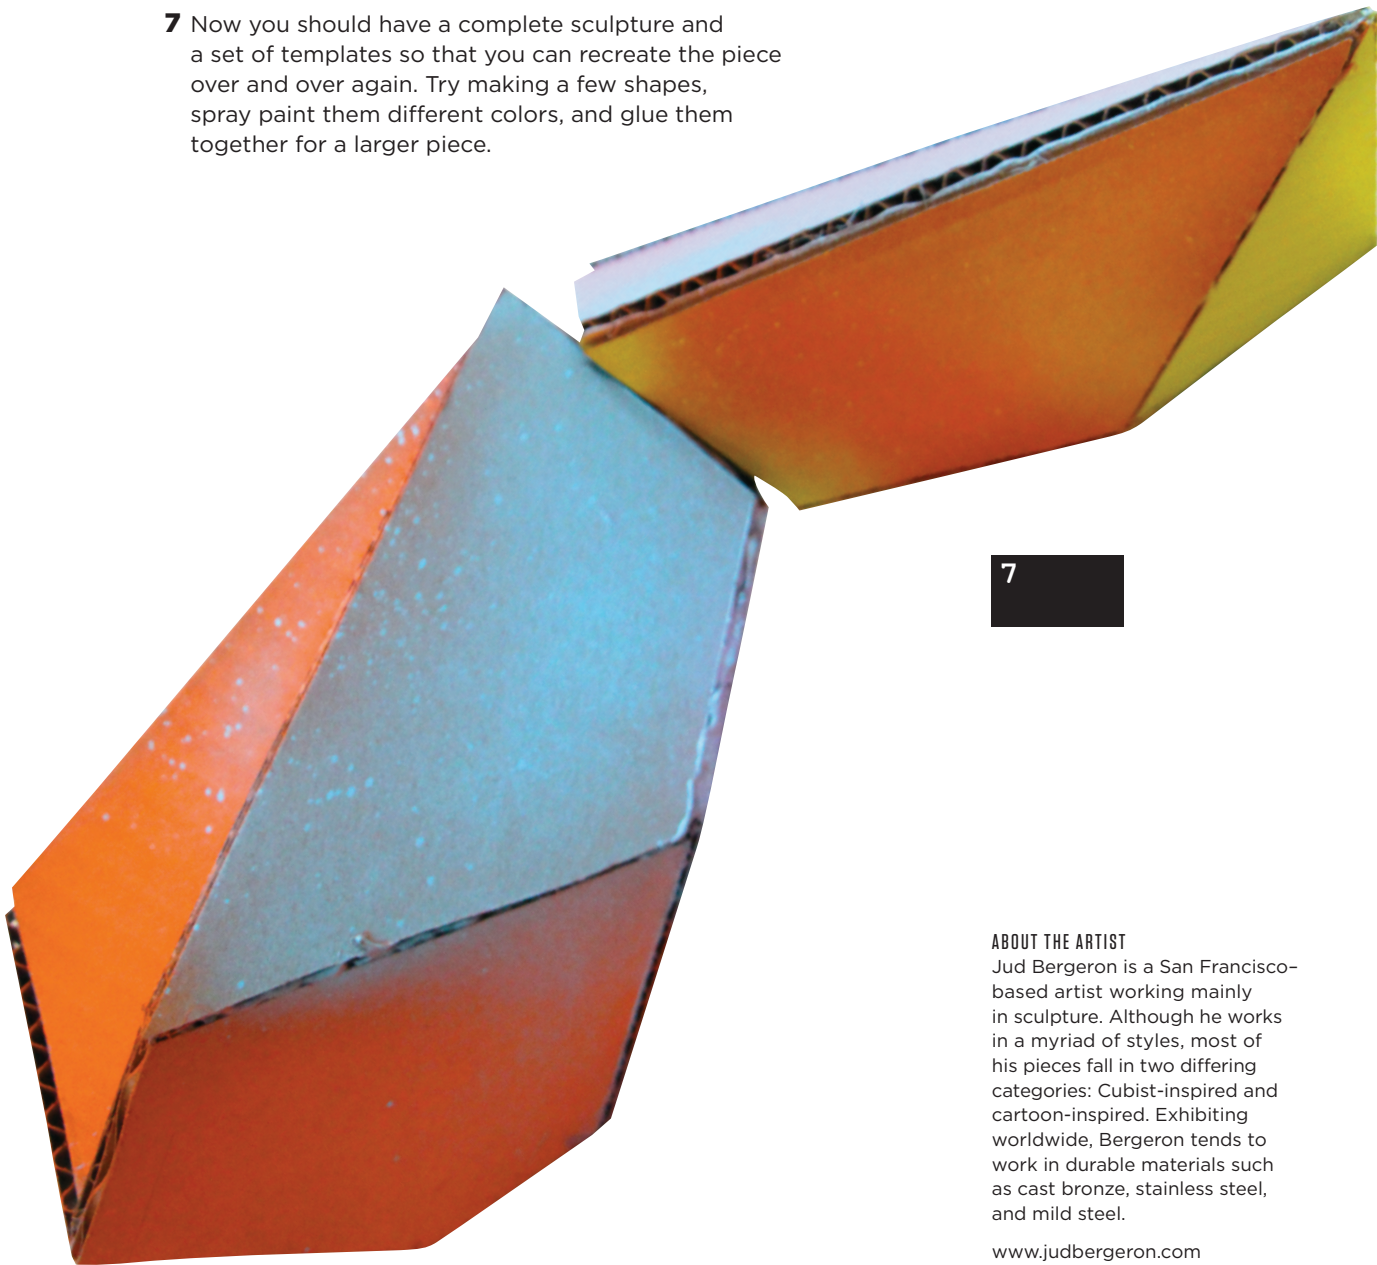 7 Now you should have a complete sculpture and
a set of templates so that you can recreate the piece
over and over again. Try making a few shapes,
spray paint them different colors, and glue them
together for a larger piece.
7
ABOUT THE ARTIST
Jud Bergeron is a San Francisco–
based artist working mainly
in sculpture. Although he works
in a myriad of styles, most of
his pieces fall in two differing
categories: Cubist-inspired and
cartoon-inspired. Exhibiting
worldwide, Bergeron tends to
work in durable materials such
as cast bronze, stainless steel,
and mild steel.
www.judbergeron.com